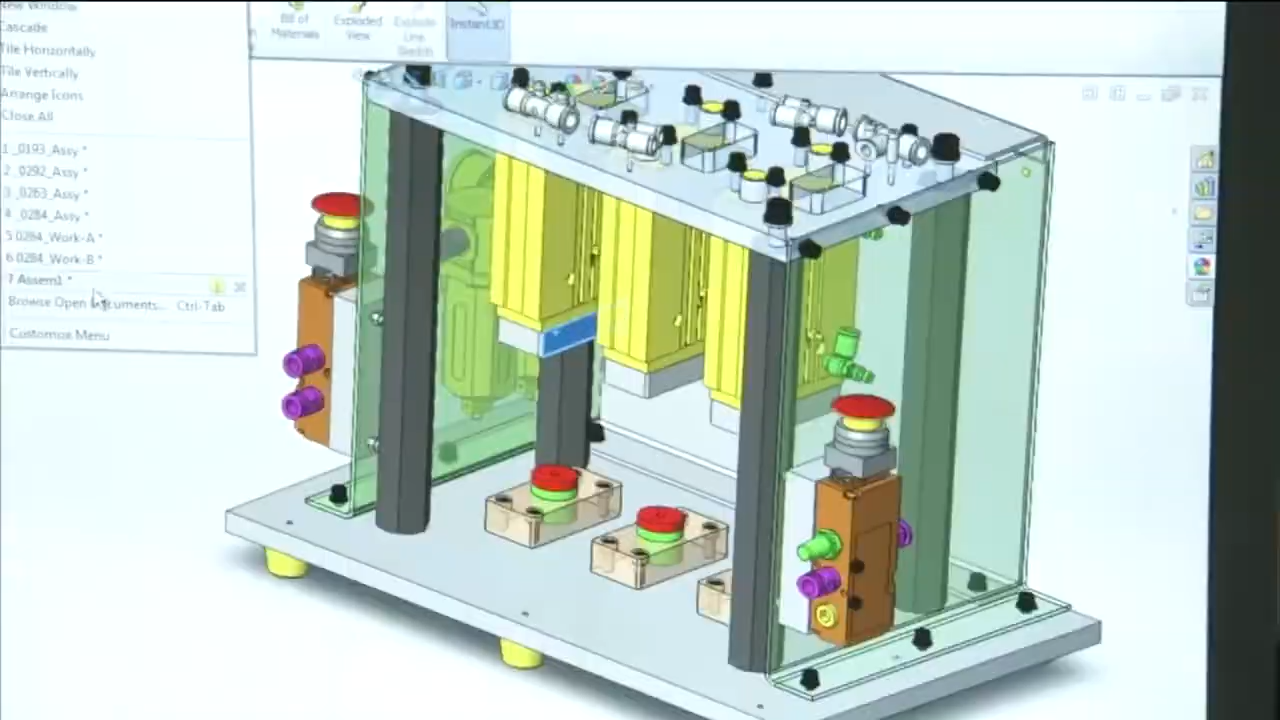 New Window
Cascade
Tile Horizontally
Tile Vertically
Arrange Icons
Close All
1 _0193_Assy *
2 _0292_Assy *
3 _0263_Assy *
4 _0284_Assy *
5 0284_Work-A *
6 0284_Work-B *
7 Assem1 *
Browse Open Documents... Ctrl-Tab
Customize Menu
Bill of
Materials
Exploded
View
Explode
Line
Sketch
Instant3D